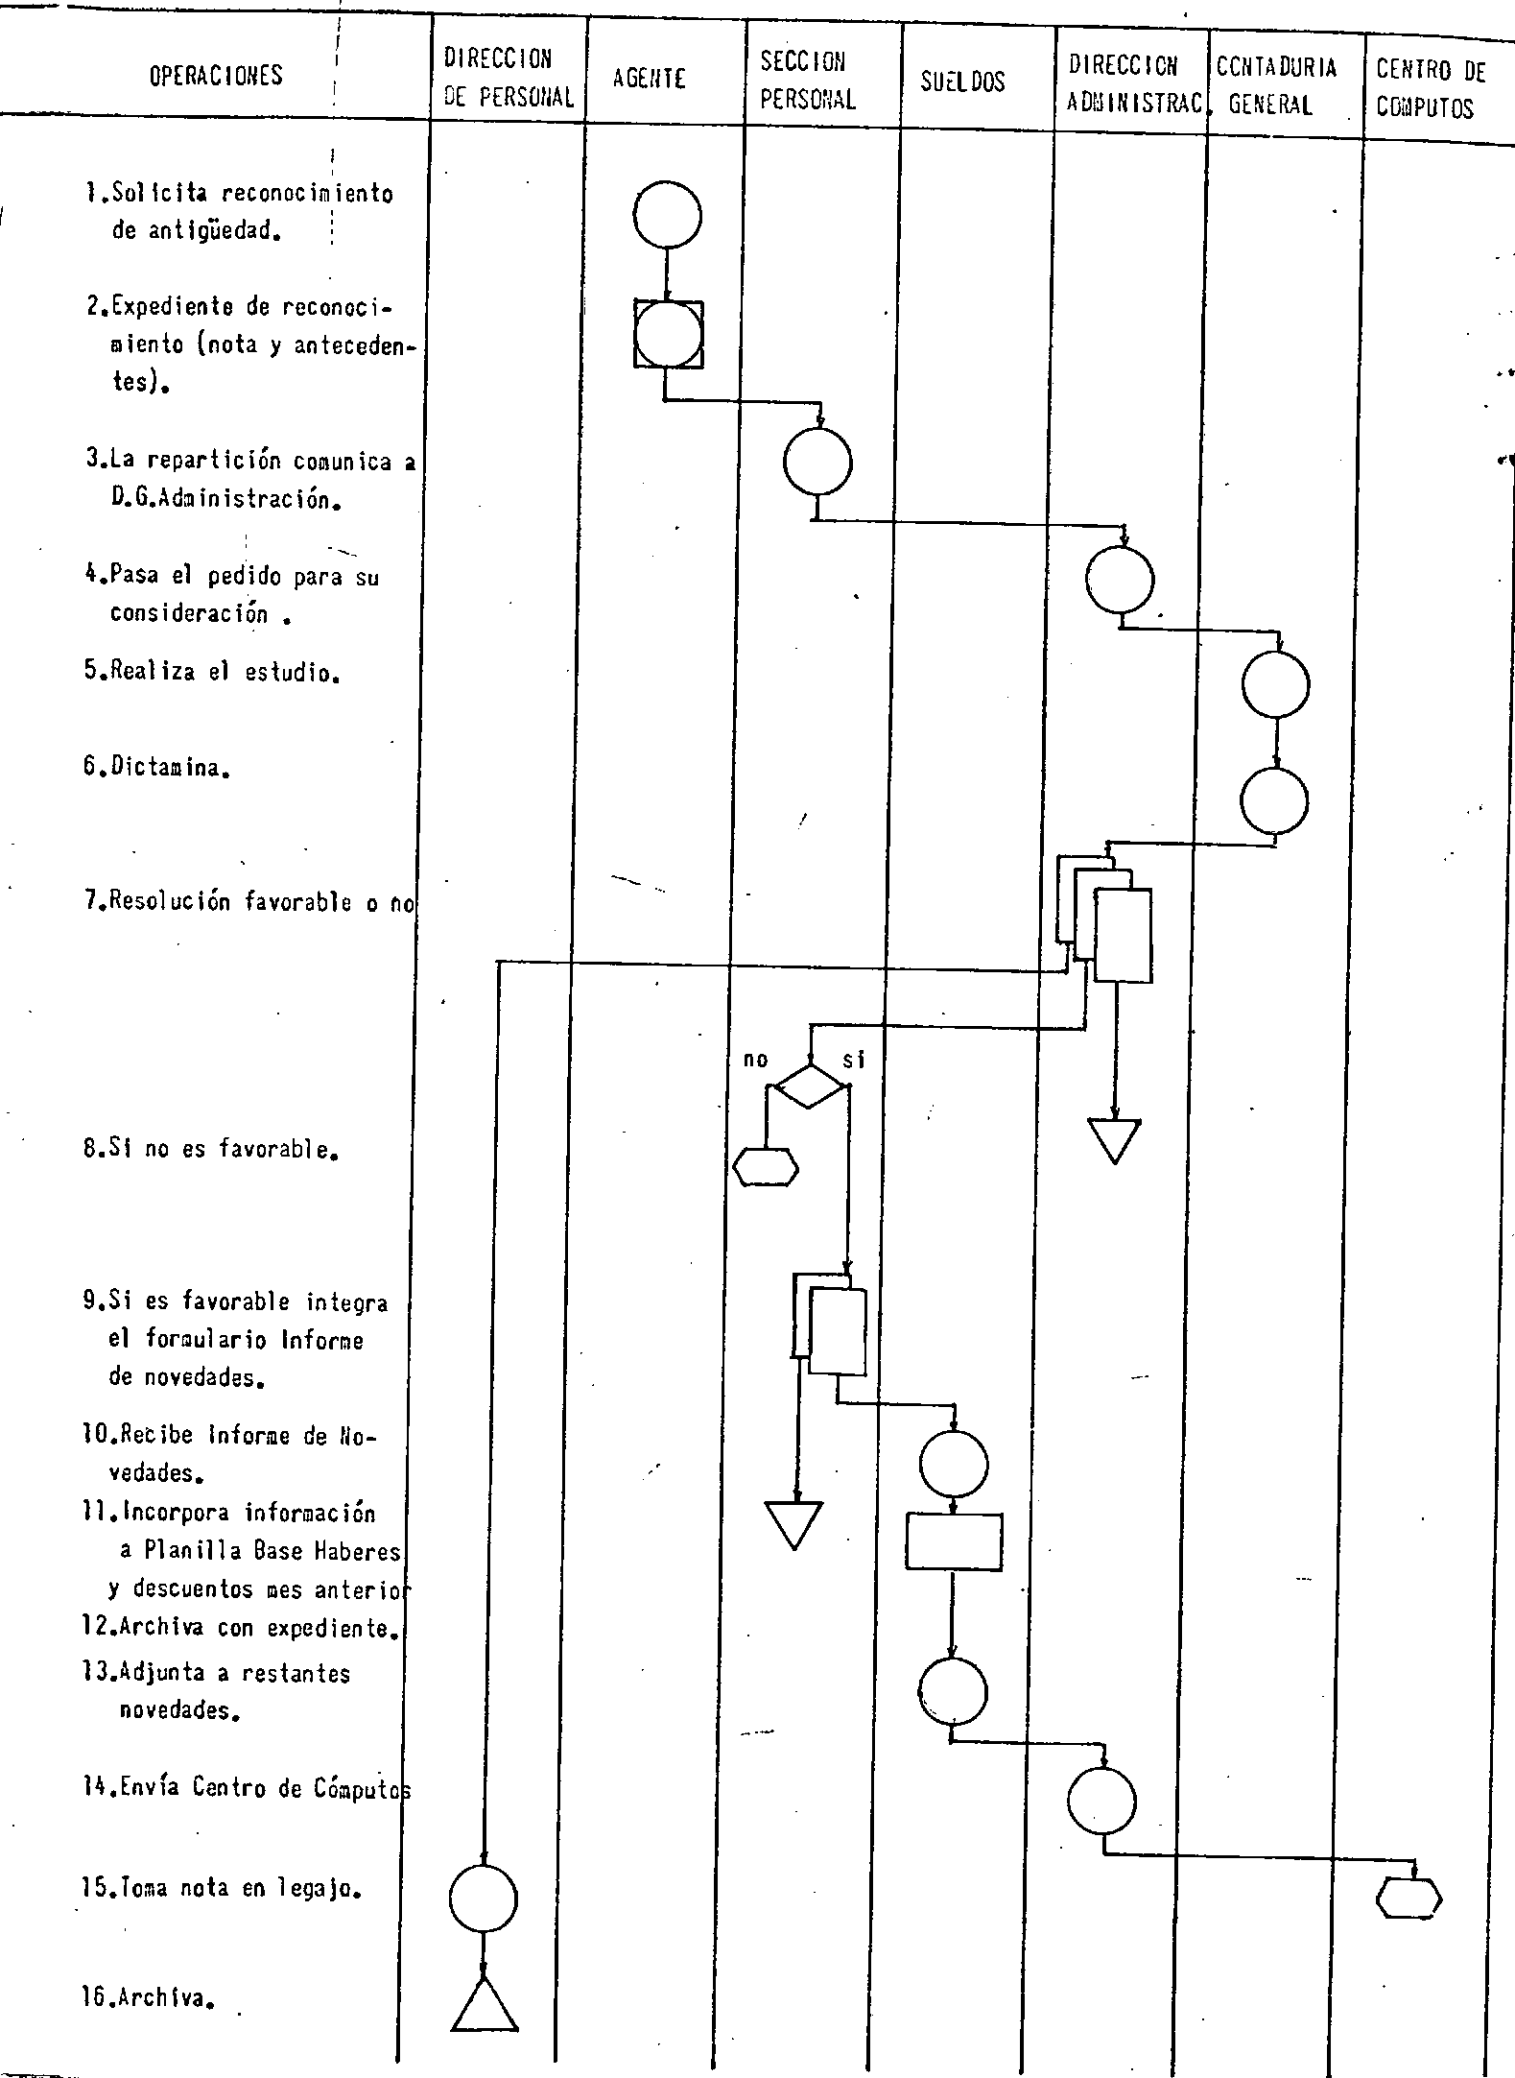 OPERACIONES
DIRECCION
DE PERSONAL
AGENTE
SECCION
PERSONAL
SUELDOS
DIRECCION
ADMINISTRAC.
CONTADURIA
GENERAL
CENTRO DE
COMPUTOS
1.Solicita reconocimiento
de antigüedad.
2.Expediente de reconoci-
miento (nota y anteceden-
tes).
3.La repartición comunica a
D.G.Administración.
4.Pasa el pedido para su
consideración .
5.Realiza el estudio.
6.Dictamina.
7.Resolución favorable o no
no
si
8.Si no es favorable.
9.Si es favorable integra
el formulario Informe
de novedades.
10.Recibe Informe de No-
vedades.
11.Incorpora información
a Planilla Base Haberes
y descuentos mes anterior
12.Archiva con expediente.
13.Adjunta a restantes
novedades.
14.Envía Centro de Cómputos
15.Toma nota en legajo.
16.Archiva.